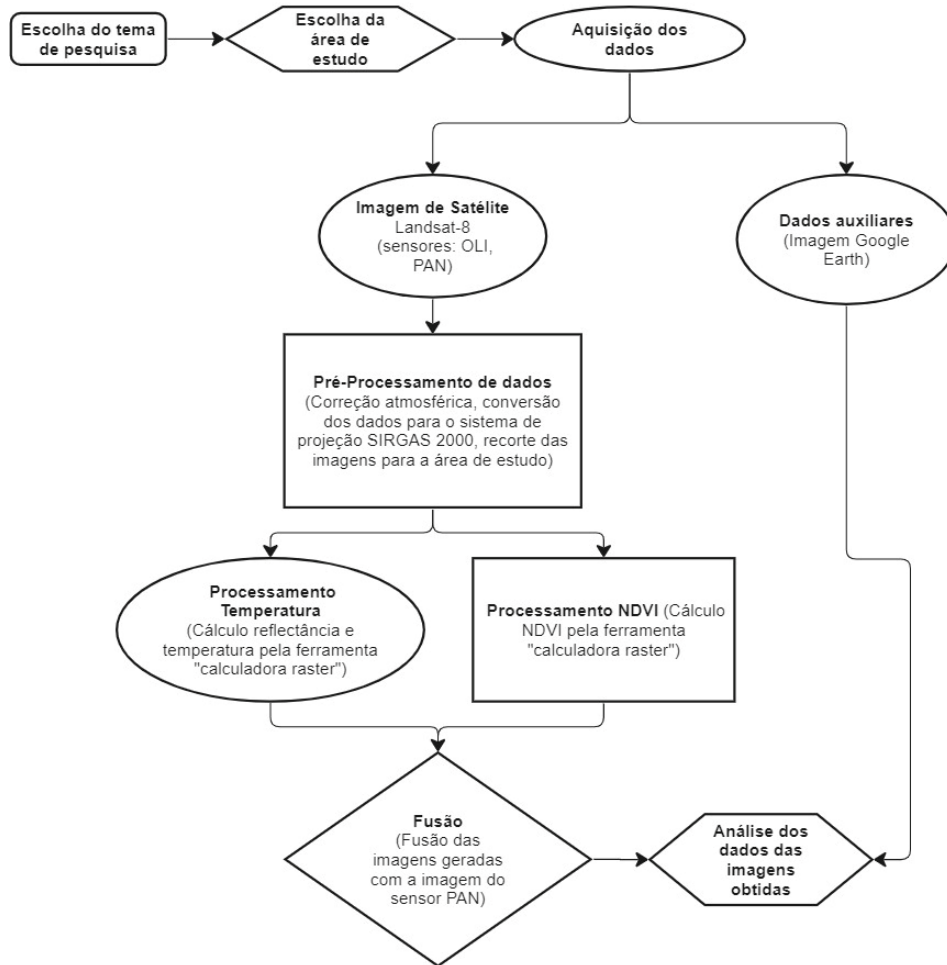 Escolha do tema
de pesquisa
Escolha da
área de
estudo
Aquisição dos
dados
Imagem de Satélite
Landsat-8
(sensores: OLI,
PAN)
Dados auxiliares
(Imagem Google
Earth)
Pré-Processamento de dados
(Correção atmosférica, conversão
dos dados para o sistema de
projeção SIRGAS 2000, recorte das
imagens para a área de estudo)
Processamento
Temperatura
(Cálculo reflectância e
temperatura pela ferramenta
"calculadora raster")
Processamento NDVI (Cálculo
NDVI pela ferramenta
"calculadora raster")
Fusão
(Fusão das
imagens geradas
com a imagem do
sensor PAN)
Análise dos
dados das
imagens
obtidas